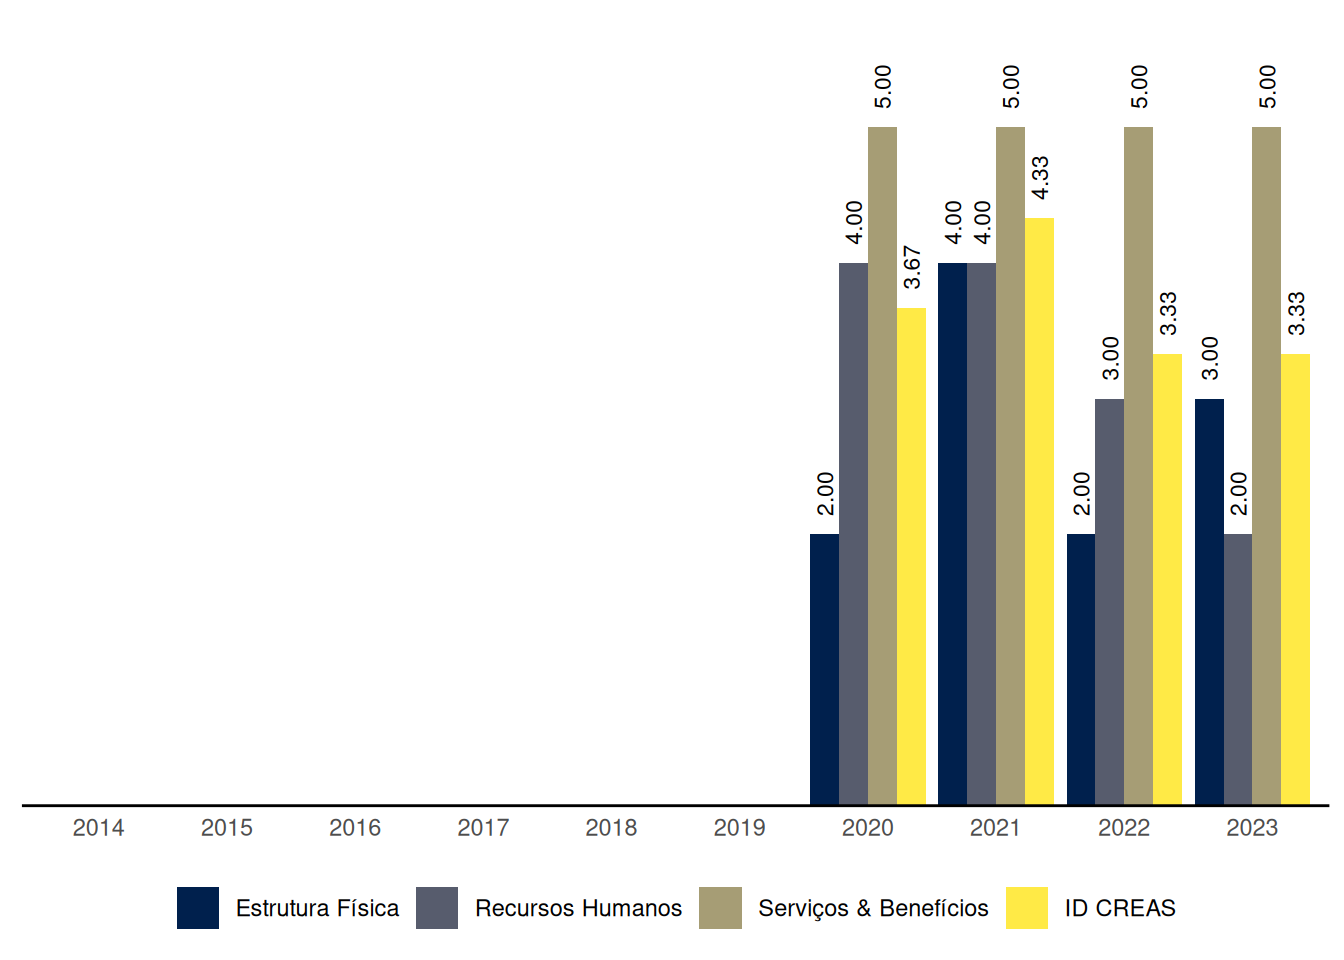 5.00 5.00 5.00 5.00
4.33
4.00 4.00 4.00
3.67
3.33 3.33
3.00 3.00
2.00 2.00 2.00
2014 2015 2016 2017 2018 2019 2020 2021 2022 2023
Estrutura Física Recursos Humanos Serviços & Benefícios ID CREAS